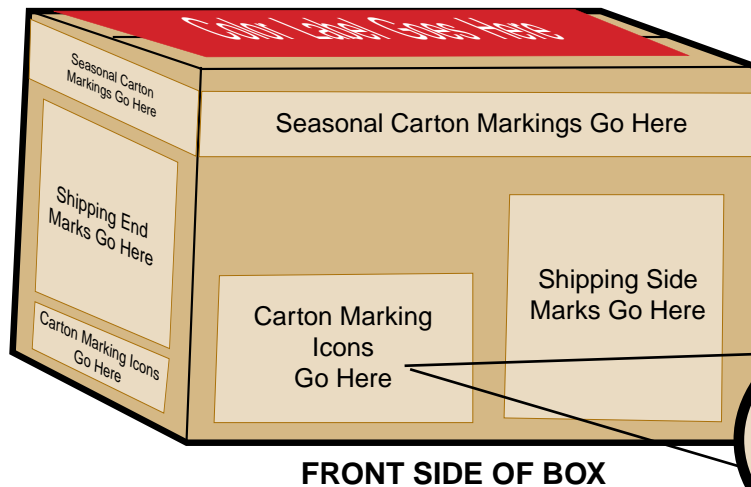 Color Label Goes Here
Seasonal Carton
Markings Go Here
Seasonal Carton Markings Go Here
Shipping End
Marks Go Here
Shipping Side
Marks Go Here
Carton Marking
Icons
Go Here
Carton Marking Icons
Go Here
FRONT SIDE OF BOX